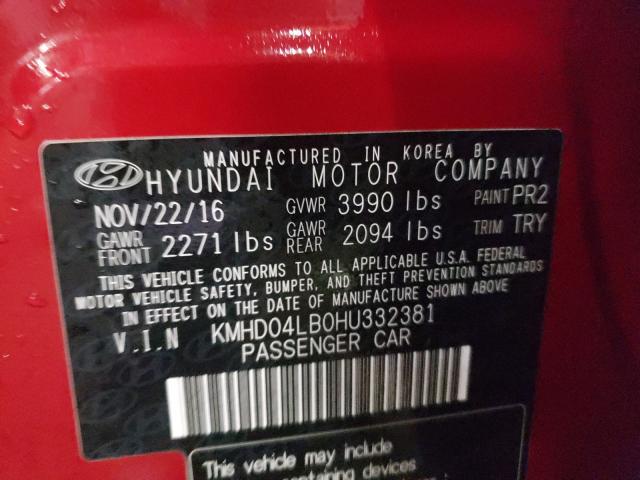 MANUFACTURED IN KOREA BY
HYUNDAI MOTOR COMPANY
NOV/22/16 GVWR 3990 lbs PAINT PR2
GAWR FRONT 2271 lbs GAWR REAR 2094 lbs TRIM TRY
THIS VEHICLE CONFORMS TO ALL APPLICABLE U.S.A. FEDERAL
MOTOR VEHICLE SAFETY, BUMPER, AND THEFT PREVENTION STANDARDS
IN EFFECT ON THE DATE OF MANUFACTURE SHOWN ABOVE
V.I.N KMHD04LB0HU332381
PASSENGER CAR
This vehicle may include
containing devices